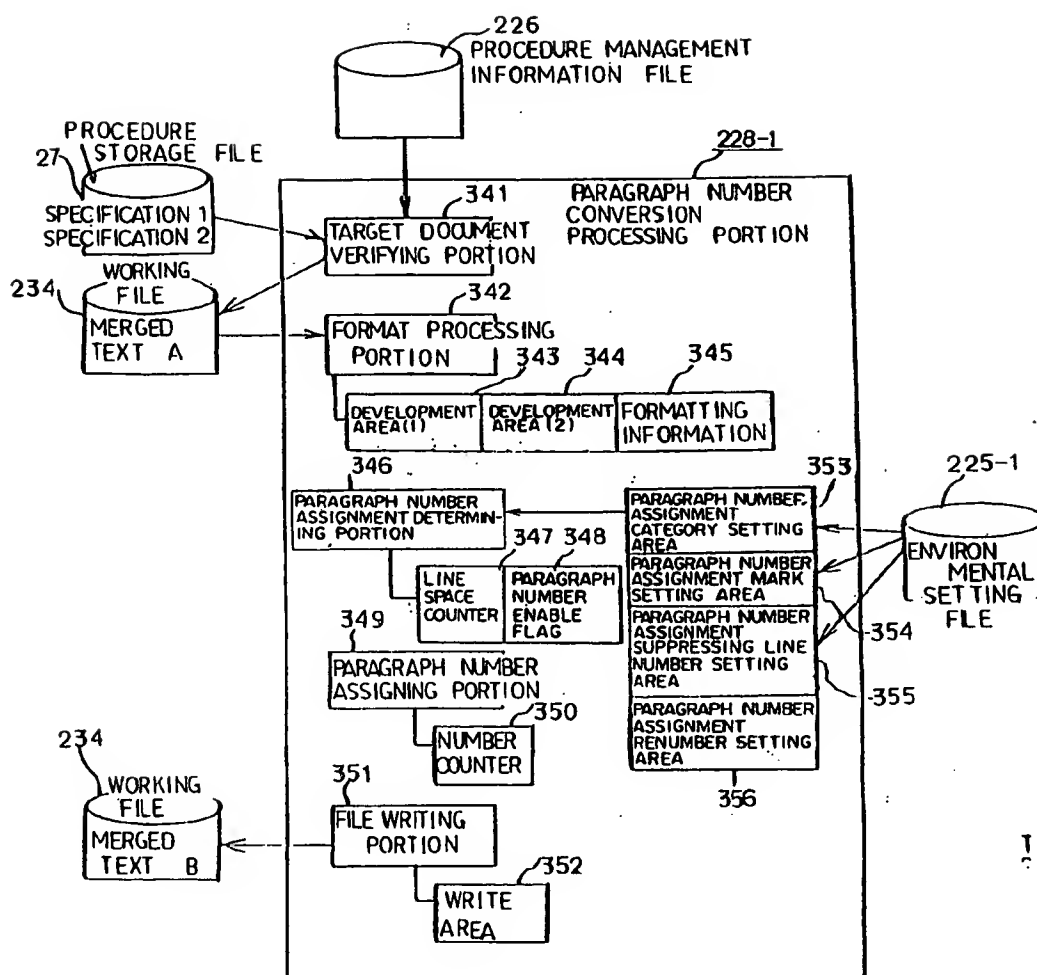 226
PROCEDURE MANAGEMENT
INFORMATION FILE
PROCEDURE
STORAGE FILE
27
SPECIFICATION 1
SPECIFICATION 2
228-1
PARAGRAPH NUMBER
CONVERSION
PROCESSING PORTION
341
TARGET DOCUMENT
VERIFYING PORTION
234
WORKING
FILE
MERGED
TEXT A
342
FORMAT PROCESSING
PORTION
343
344
345
DEVELOPMENT
AREA(1)
DEVELOPMENT
AREA(2)
FORMATTING
INFORMATION
346
PARAGRAPH NUMBER
ASSIGNMENT DETERMIN-
ING PORTION
347
348
LINE
SPACE
COUNTER
PARAGRAPH
NUMBER
ENABLE
FLAG
353
PARAGRAPH NUMBER
ASSIGNMENT
CATEGORY SETTING
AREA
PARAGRAPH NUMBER
ASSIGNMENT MARK
SETTING AREA
354
PARAGRAPH NUMBER
ASSIGNMENT
SUPPRESSING LINE
NUMBER SETTING
AREA
355
PARAGRAPH NUMBER
ASSIGNMENT
RENUMBER SETTING
AREA
356
225-1
ENVIRON
MENTAL
SETTING
FILE
349
PARAGRAPH NUMBER
ASSIGNING PORTION
350
NUMBER
COUNTER
234
WORKING
FILE
MERGED
TEXT B
351
FILE WRITING
PORTION
352
WRITE
AREA